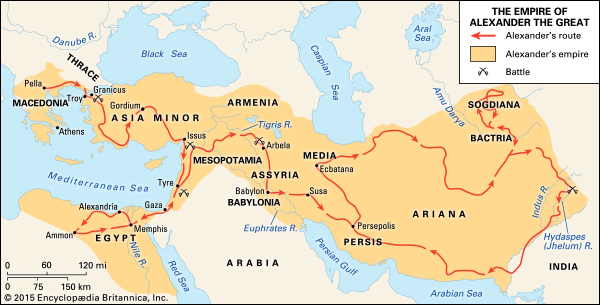 THE EMPIRE OF
ALEXANDER THE GREAT
Alexander's route
Alexander's empire
Battle
Danube R.
Black Sea
Caspian
Sea
Aral
Sea
THRACE
Pella
Granicus
MACEDONIA
Troy
Gordium
ARMENIA
Amu Darya
SOGDIANA
Athens
ASIA MINOR
Tigris R.
BACTRIA
Issus
Arbela
MESOPOTAMIA
MEDIA
Ecbatana
Mediterranean Sea
Tyre
ASSYRIA
Indus R.
Babylon
Susa
BABYLONIA
Alexandria
Gaza
ARIANA
Ammon
EGYPT
Memphis
Euphrates R.
Persepolis
PERSIS
Hydaspes
(Jhelum) R.
Nile R.
Red Sea
ARABIA
Persian Gulf
INDIA
Arabian Sea
0 60 120 mi
0 75 150 km
© 2015 Encyclopædia Britannica, Inc.